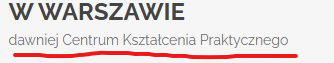 W WARSZAWIE
dawniej Centrum Kształcenia Praktycznego